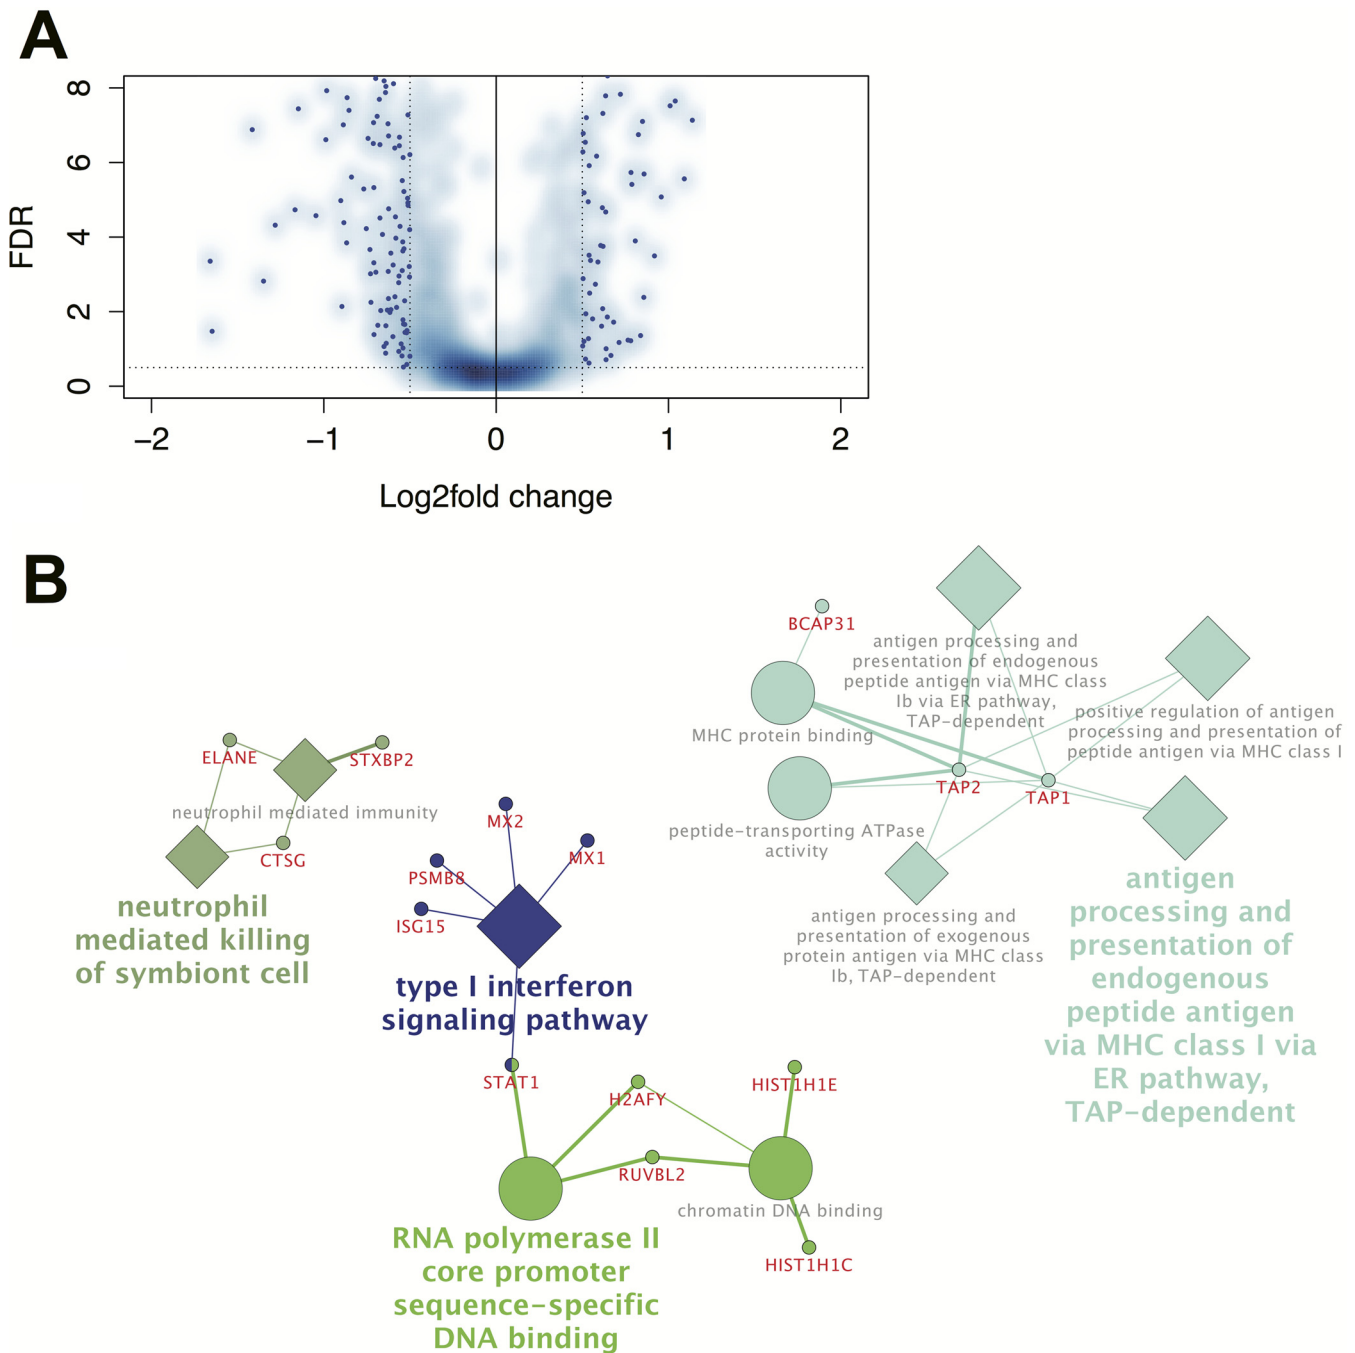 A
8
6
4
2
0
FDR
−2
−1
0
1
2
Log2fold change
B
BCAP31
antigen processing and
presentation of endogenous
peptide antigen via MHC class
Ib via ER pathway,
TAP-dependent
positive regulation of antigen
processing and presentation of
peptide antigen via MHC class I
MHC protein binding
TAP2
TAP1
peptide-transporting ATPase
activity
antigen processing and
presentation of exogenous
protein antigen via MHC class
Ib, TAP-dependent
antigen
processing and
presentation of
endogenous
peptide antigen
via MHC class I via
ER pathway,
TAP-dependent
ELANE
STXBP2
neutrophil mediated immunity
CTSG
neutrophil
mediated killing
of symbiont cell
MX2
MX1
PSMB8
ISG15
type I interferon
signaling pathway
STAT1
H2AFY
HIST1H1E
RUVBL2
chromatin DNA binding
HIST1H1C
RNA polymerase II
core promoter
sequence-specific
DNA binding